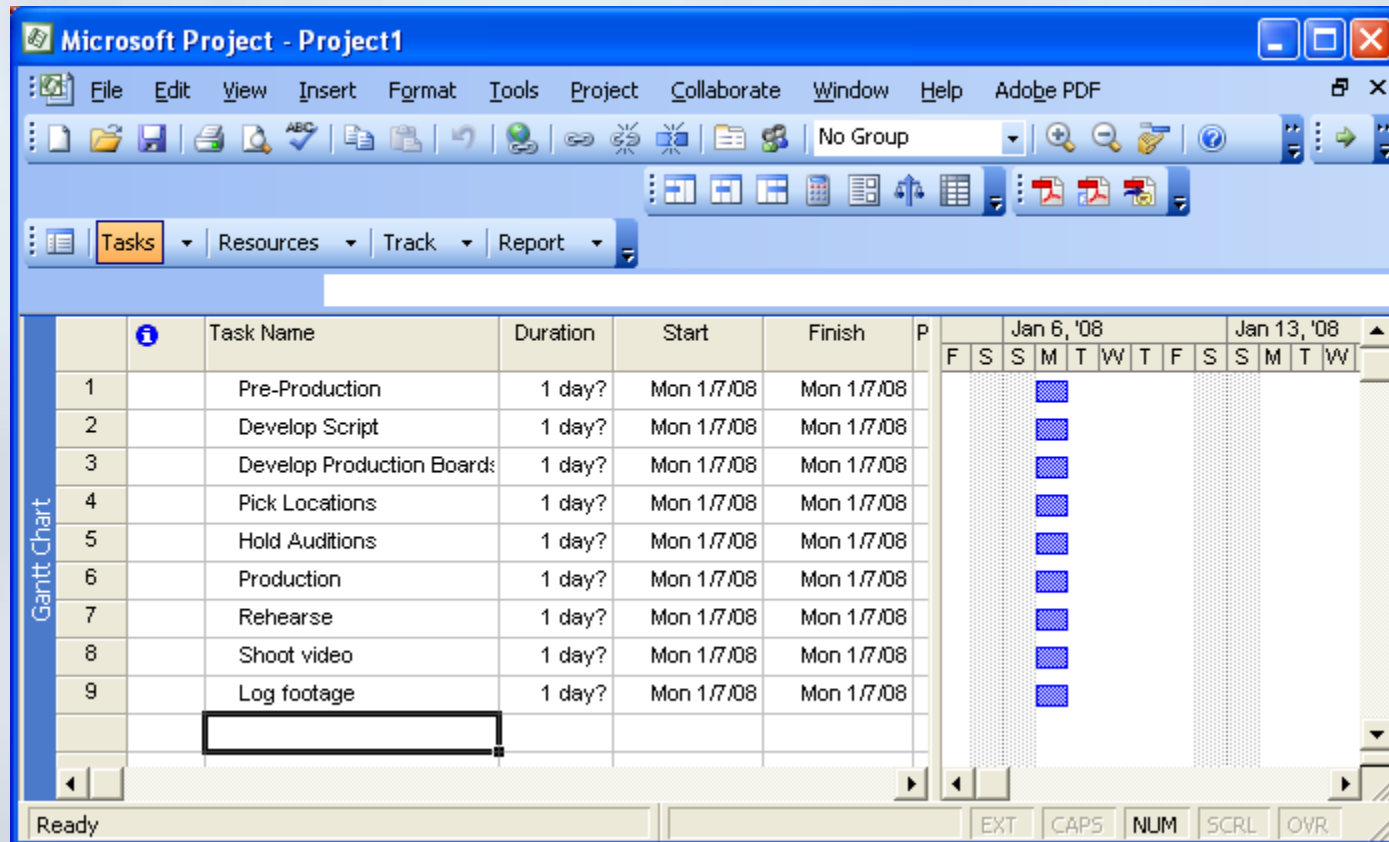 Microsoft Project - Project1
File Edit View Insert Format Tools Project Collaborate Window Help Adobe PDF
ABC No Group
Tasks Resources Track Report
Task Name Duration Start Finish P Jan 6, '08 Jan 13, '08
F S S M T W T F S S M T W
1 Pre-Production 1 day? Mon 1/7/08 Mon 1/7/08
2 Develop Script 1 day? Mon 1/7/08 Mon 1/7/08
3 Develop Production Boards 1 day? Mon 1/7/08 Mon 1/7/08
4 Pick Locations 1 day? Mon 1/7/08 Mon 1/7/08
5 Hold Auditions 1 day? Mon 1/7/08 Mon 1/7/08
6 Production 1 day? Mon 1/7/08 Mon 1/7/08
7 Rehearse 1 day? Mon 1/7/08 Mon 1/7/08
8 Shoot video 1 day? Mon 1/7/08 Mon 1/7/08
9 Log footage 1 day? Mon 1/7/08 Mon 1/7/08
Gantt Chart
Ready EXT CAPS NUM SCRL OVR